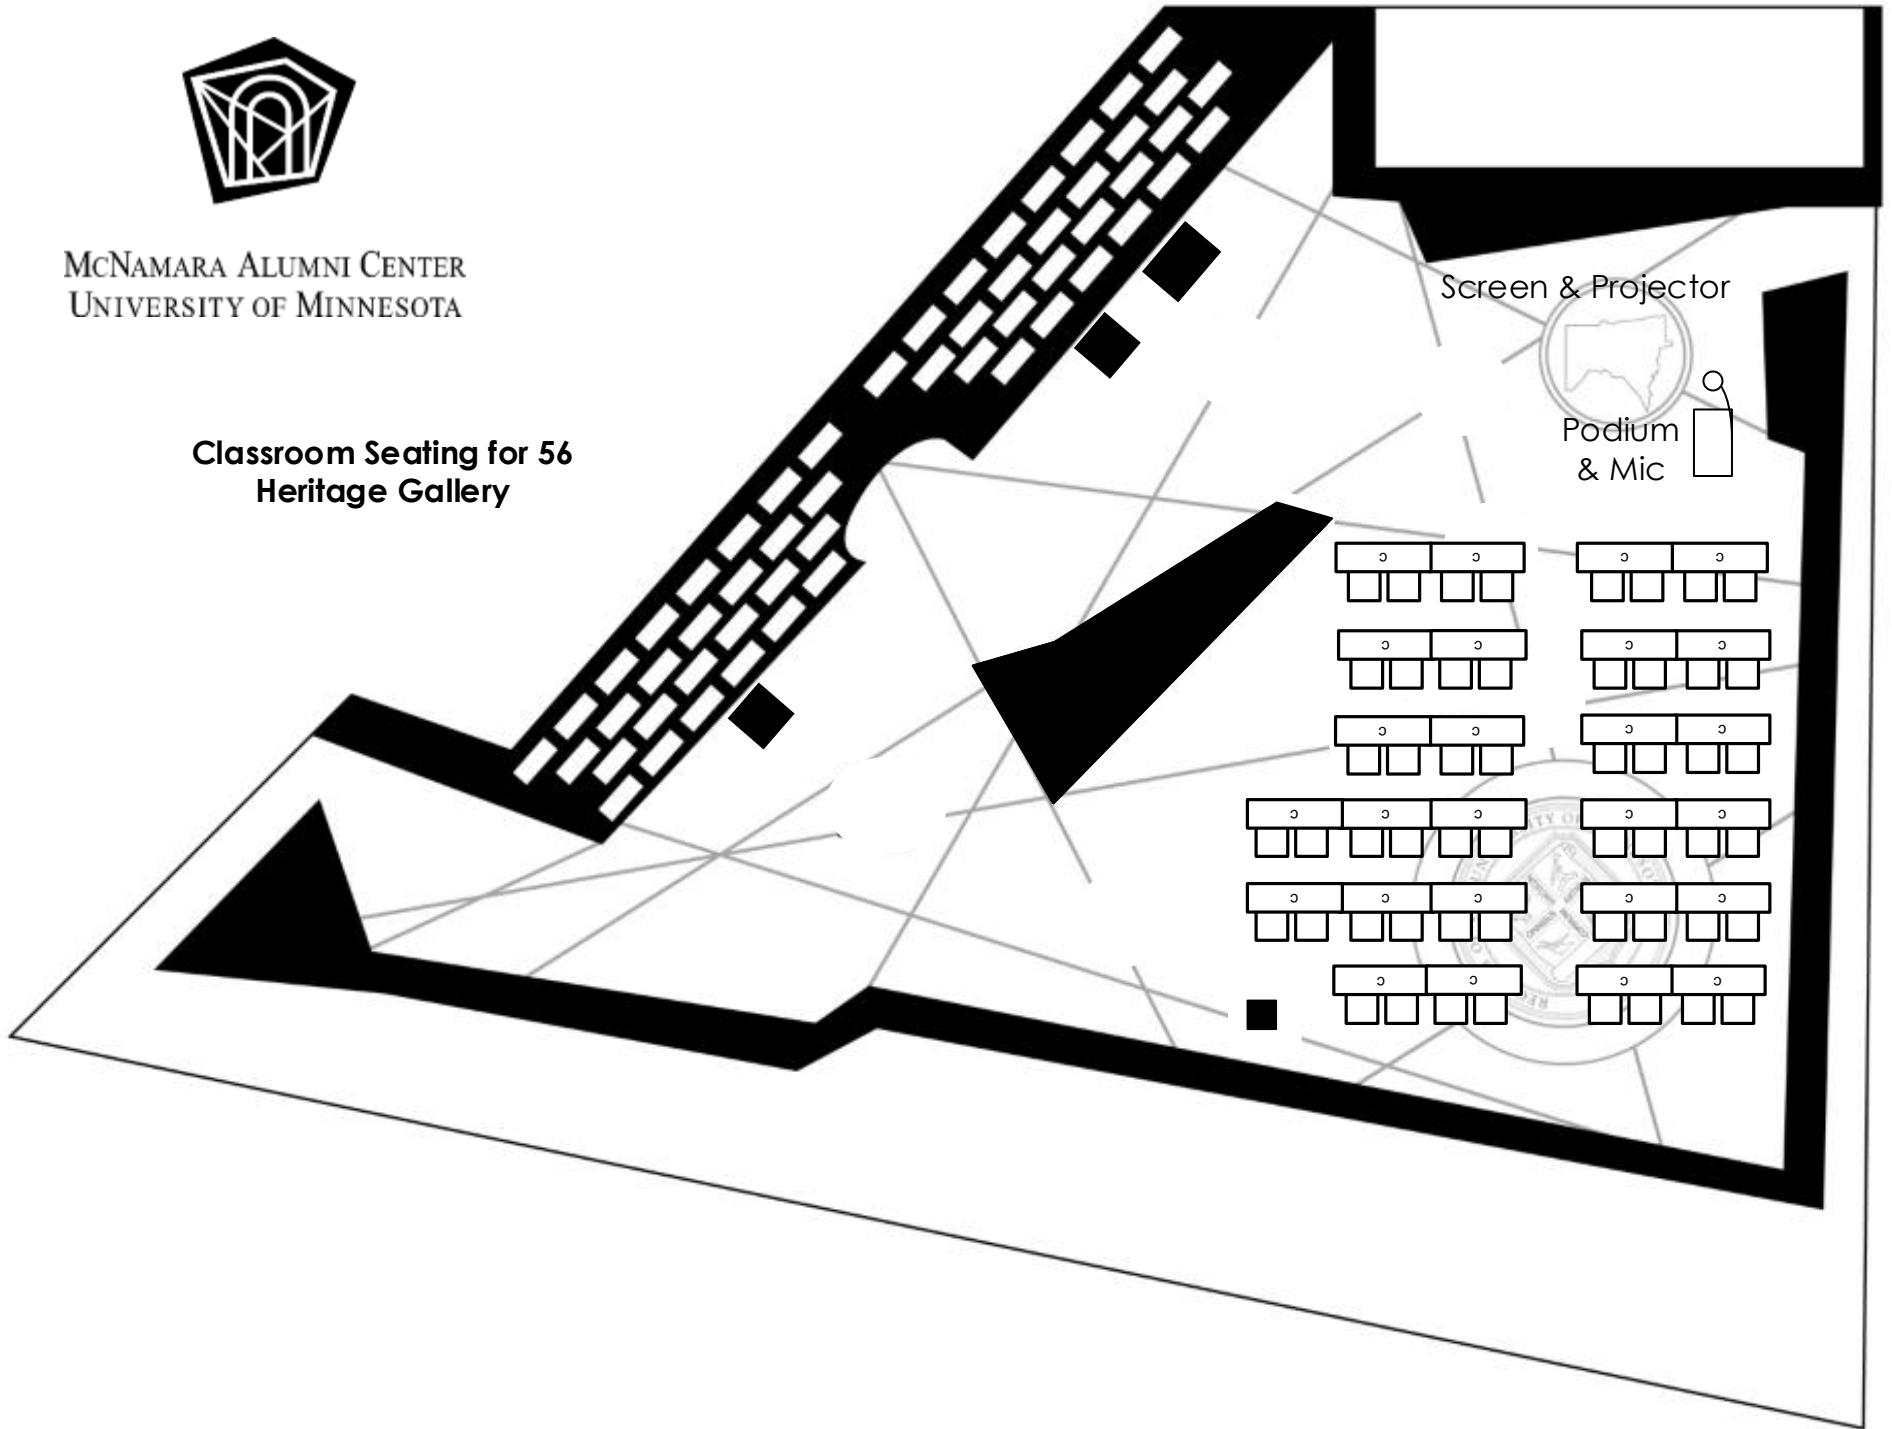 MCNAMARA ALUMNI CENTER
UNIVERSITY OF MINNESOTA
Classroom Seating for 56
Heritage Gallery
Screen & Projector
Podium
& Mic